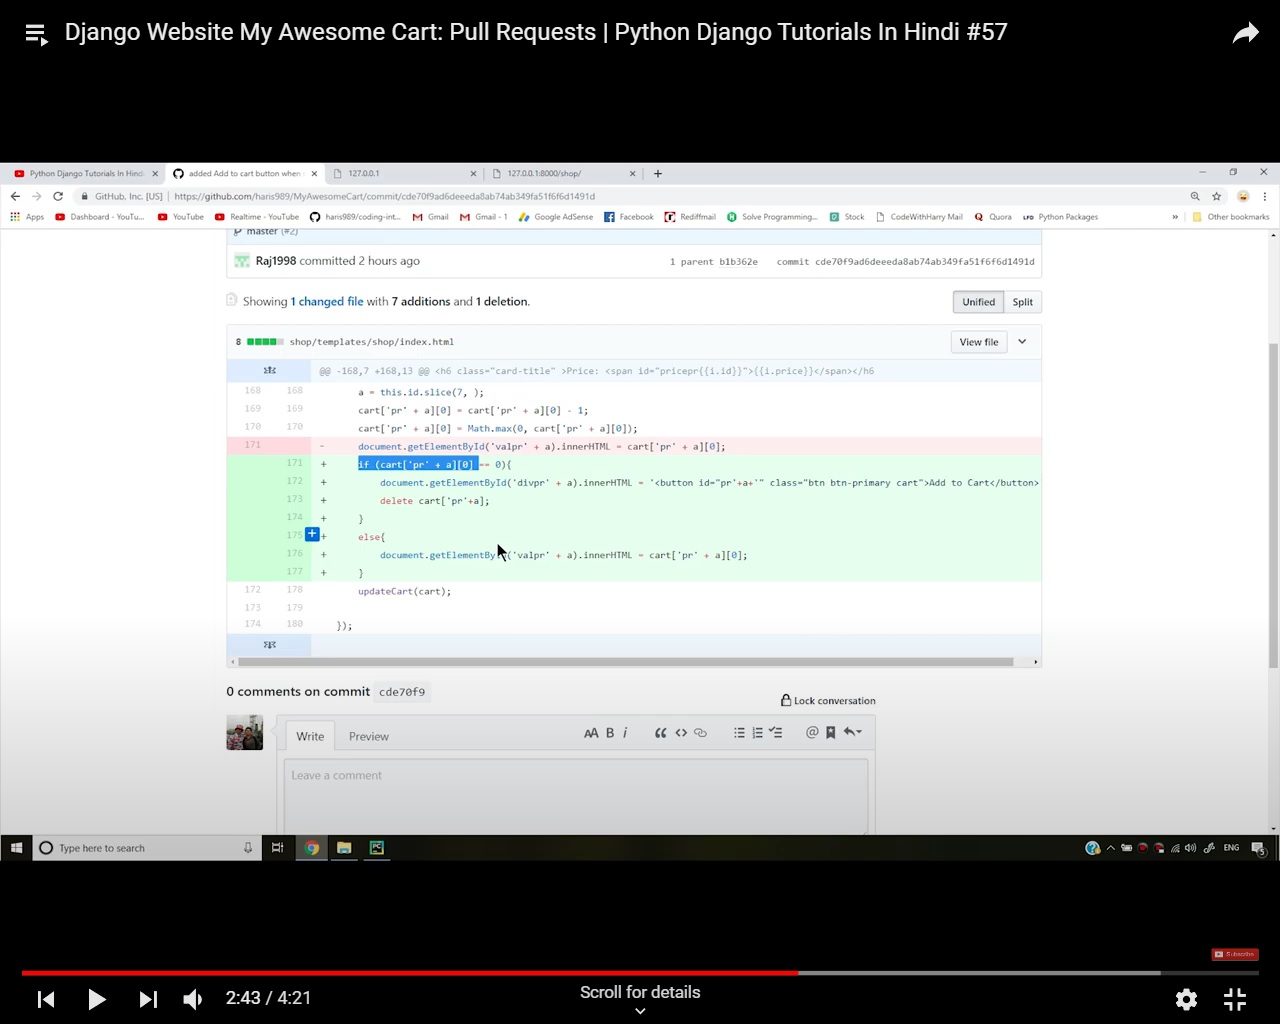 Django Website My Awesome Cart: Pull Requests | Python Django Tutorials In Hindi #57
Python Django Tutorials In Hindi
added Add to cart button when
127.0.0.1
127.0.0.1:8000/shop/
GitHub, Inc. [US] | https://github.com/haris989/MyAwesomeCart/commit/cde70f9ad6deeeda8ab74ab349fa51f6f6d1491d
Apps Dashboard - YouTu... YouTube Realtime - YouTube haris989/coding-int... Gmail Gmail - 1 Google AdSense Facebook Rediffmail Solve Programming... Stock CodeWithHarry Mail Quora Python Packages » Other bookmarks
master (#2)
Raj1998 committed 2 hours ago 1 parent b1b362e commit cde70f9ad6deeeda8ab74ab349fa51f6f6d1491d
Showing 1 changed file with 7 additions and 1 deletion. Unified Split
8 shop/templates/shop/index.html View file
@@ -168,7 +168,13 @@ <h6 class="card-title" >Price: <span id="pricepr{{i.id}}">{{i.price}}</span></h6
168 168 a = this.id.slice(7, );
169 169 cart['pr' + a][0] = cart['pr' + a][0] - 1;
170 170 cart['pr' + a][0] = Math.max(0, cart['pr' + a][0]);
171 - document.getElementById('valpr' + a).innerHTML = cart['pr' + a][0];
171 + if (cart['pr' + a][0] == 0){
172 + document.getElementById('divpr' + a).innerHTML = '<button id="pr'+a+'" class="btn btn-primary cart">Add to Cart</button>
173 + delete cart['pr'+a];
174 + }
175 + else{
176 + document.getElementById('valpr' + a).innerHTML = cart['pr' + a][0];
177 + }
172 178 updateCart(cart);
173 179
174 180 });
0 comments on commit cde70f9
Lock conversation
Write Preview AA B i
Leave a comment
Type here to search
ENG
5
Subscribe
2:43 / 4:21
Scroll for details